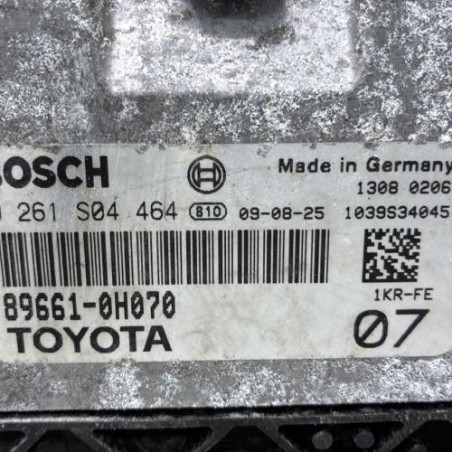 BOSCH Made in Germany
1308 0206
0 261 S04 464 810 09-08-25 1039S34045
89661-0H070
1KR-FE
TOYOTA 07